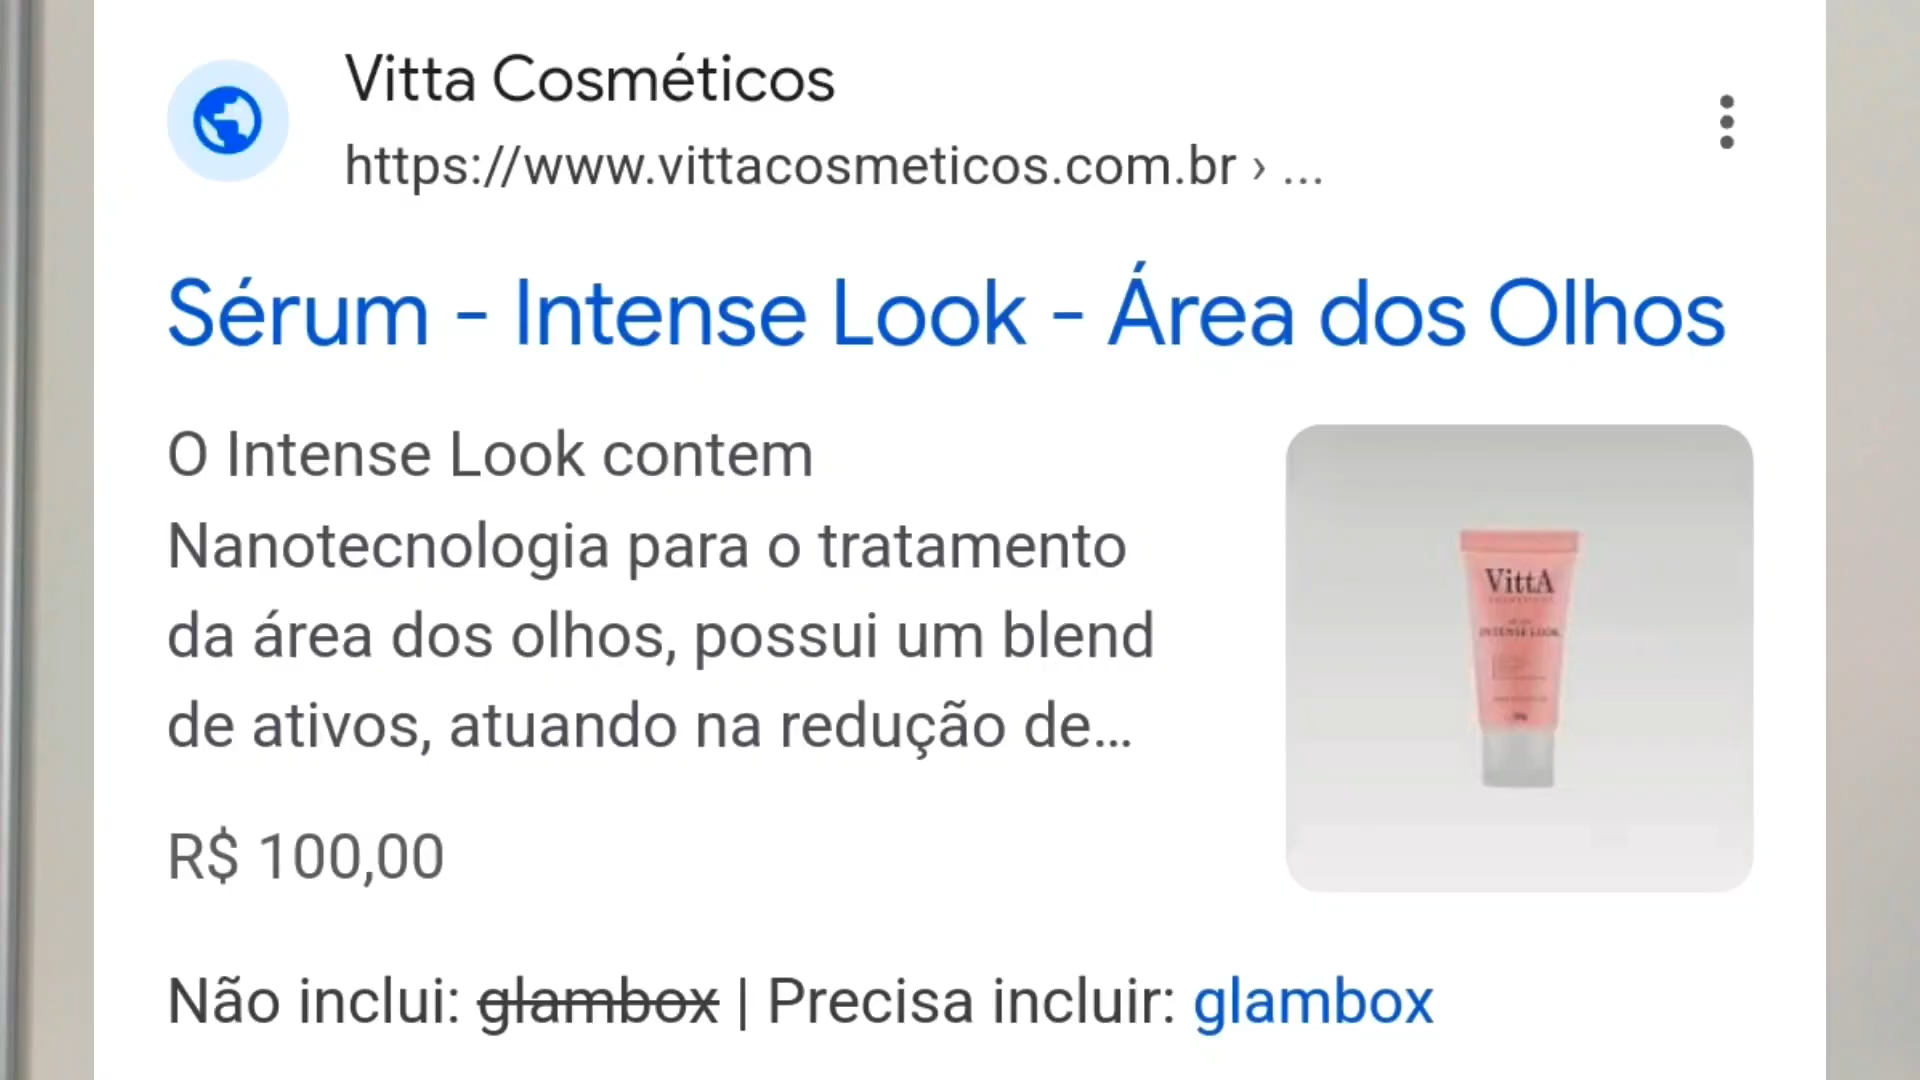 Vitta Cosméticos
https://www.vittacosmeticos.com.br › ...
Sérum - Intense Look - Área dos Olhos
O Intense Look contem
Nanotecnologia para o tratamento
da área dos olhos, possui um blend
de ativos, atuando na redução de...
VittA
INTENSE LOOK
R$ 100,00
Não inclui: glambox | Precisa incluir: glambox